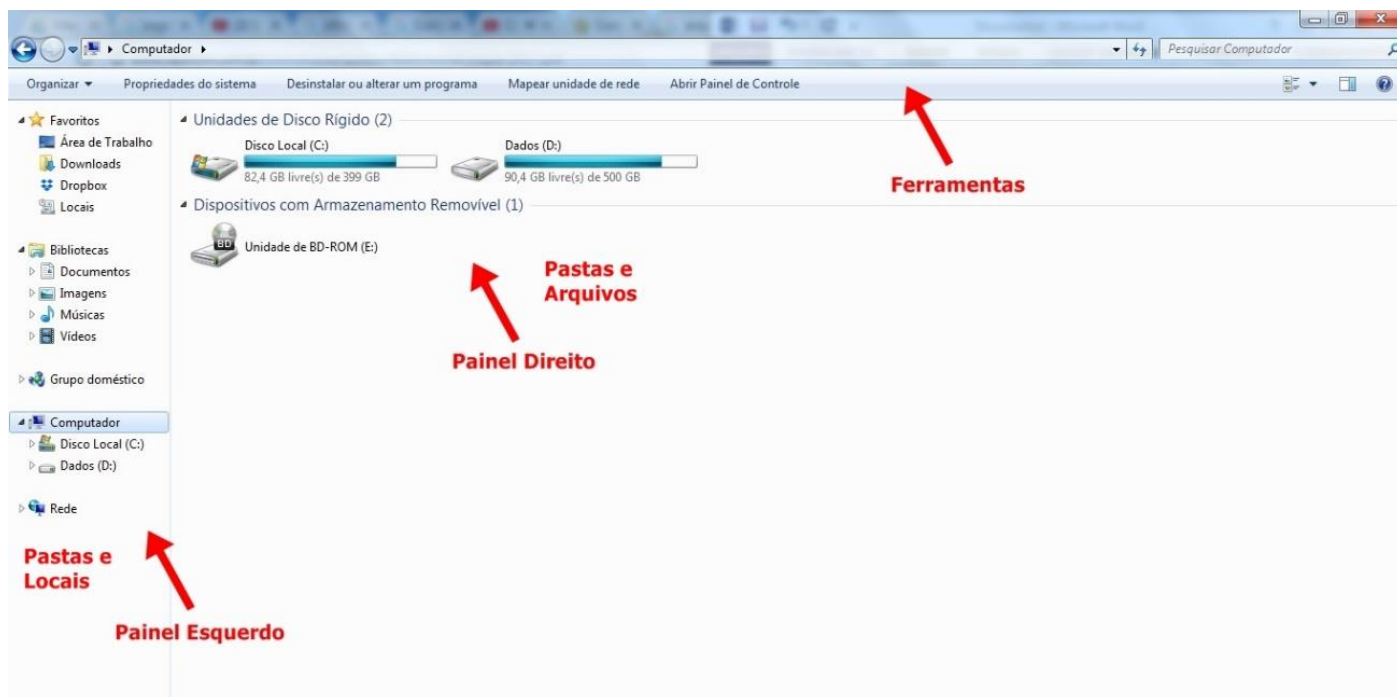 Computador
Pesquisar Computador
Organizar Propriedades do sistema Desinstalar ou alterar um programa Mapear unidade de rede Abrir Painel de Controle
Favoritos
Área de Trabalho
Downloads
Dropbox
Locais
Bibliotecas
Documentos
Imagens
Músicas
Vídeos
Grupo doméstico
Computador
Disco Local (C:)
Dados (D:)
Rede
Pastas e
Locais
Painel Esquerdo
Unidades de Disco Rígido (2)
Disco Local (C:)
82,4 GB livre(s) de 399 GB
Dados (D:)
90,4 GB livre(s) de 500 GB
Dispositivos com Armazenamento Removível (1)
BD
Unidade de BD-ROM (E:)
Pastas e
Arquivos
Painel Direito
Ferramentas